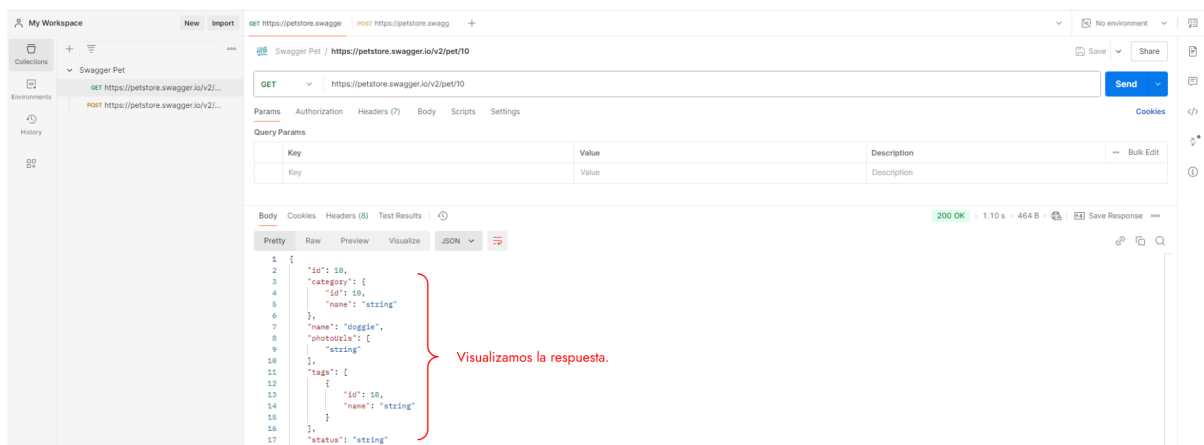 My Workspace New Import GET https://petstore.swagge POST https://petstore.swagg No environment
Collections
Swagger Pet / https://petstore.swagger.io/v2/pet/10 Save Share
Swagger Pet
GET https://petstore.swagger.io/v2/...
POST https://petstore.swagger.io/v2/...
Environments
History
GET https://petstore.swagger.io/v2/pet/10 Send
Params Authorization Headers (7) Body Scripts Settings Cookies
Query Params
Key Value Description Bulk Edit
Key Value Description
Body Cookies Headers (8) Test Results 200 OK 1.10 s 464 B Save Response
Pretty Raw Preview Visualize JSON
1 {
2 "id": 10,
3 "category": {
4 "id": 10,
5 "name": "string"
6 },
7 "name": "doggie",
8 "photoUrls": [
9 "string"
10 ],
11 "tags": [
12 {
13 "id": 10,
14 "name": "string"
15 }
16 ],
17 "status": "string"
Visualizamos la respuesta.